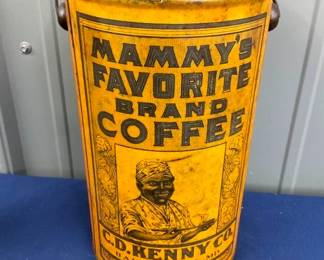 MAMMY'S
FAVORITE
BRAND
COFFEE
C.D. KENNY CO.